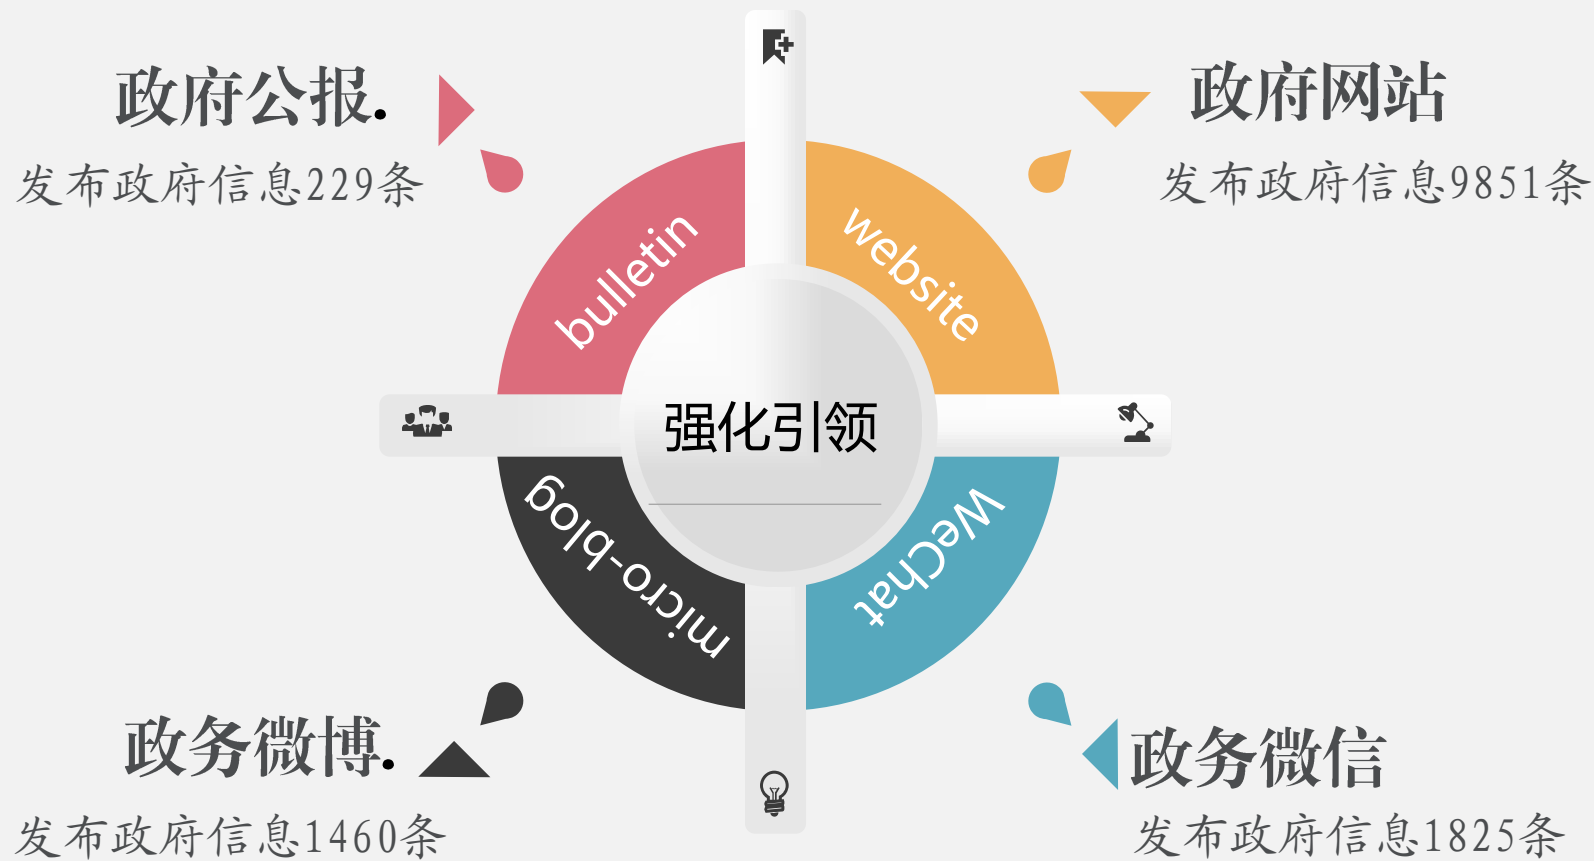 政府公报.
发布政府信息229条
政府网站
发布政府信息9851条
bulletin
website
强化引领
micro-blog
WeChat
政务微博.
发布政府信息1460条
政务微信
发布政府信息1825条